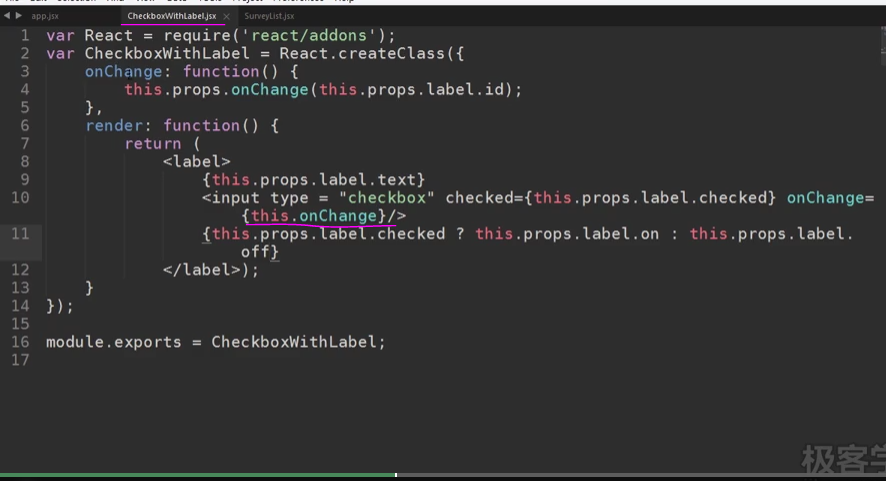 app.jsx CheckboxWithLabel.jsx × SurveyList.jsx
1 var React = require('react/addons');
2 var CheckboxWithLabel = React.createClass({
3 onChange: function() {
4 this.props.onChange(this.props.label.id);
5 },
6 render: function() {
7 return (
8 <label>
9 {this.props.label.text}
10 <input type = "checkbox" checked={this.props.label.checked} onChange=
{this.onChange}/>
11 {this.props.label.checked ? this.props.label.on : this.props.label.
off}
12 </label>);
13 }
14 });
15
16 module.exports = CheckboxWithLabel;
17
极客